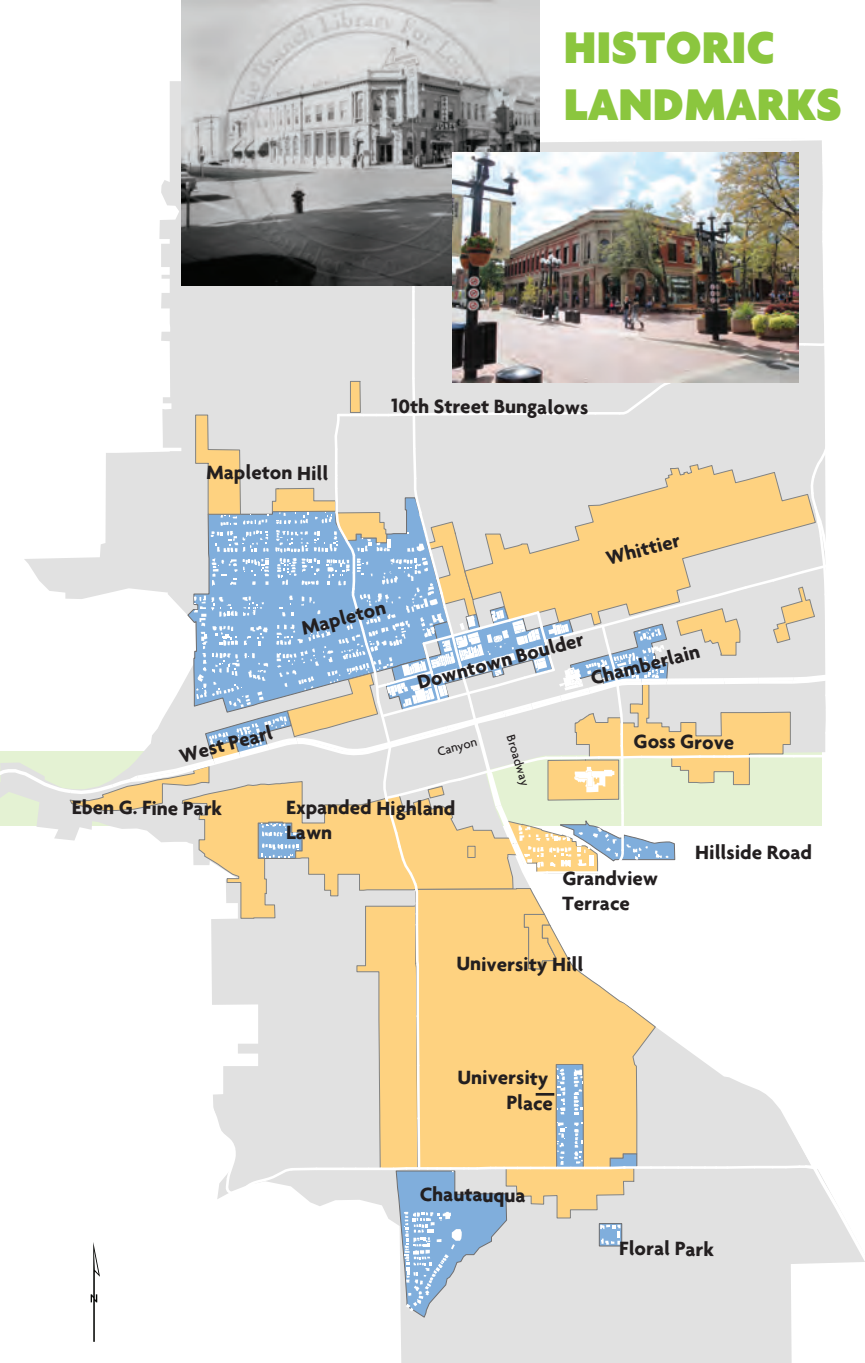 HISTORIC
LANDMARKS
10th Street Bungalows
Mapleton Hill
Whittier
Mapleton
Downtown Boulder
Chamberlain
West Pearl
Canyon
Broadway
Goss Grove
Eben G. Fine Park
Expanded Highland
Lawn
Hillside Road
Grandview
Terrace
University Hill
University
Place
Chautauqua
Floral Park
N